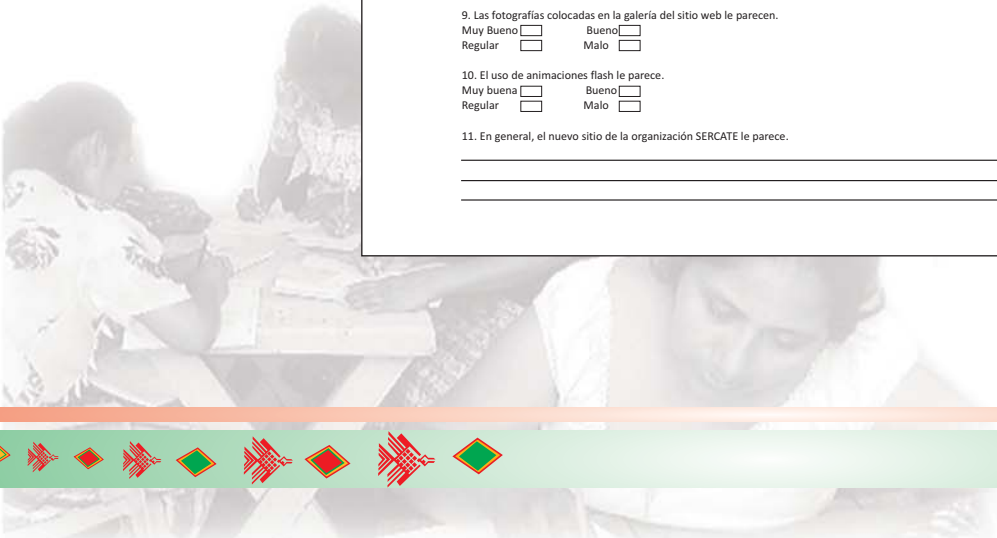 9. Las fotografías colocadas en la galería del sitio web le parecen.
Muy Bueno Bueno
Regular Malo
10. El uso de animaciones flash le parece.
Muy buena Bueno
Regular Malo
11. En general, el nuevo sitio de la organización SERCATE le parece.